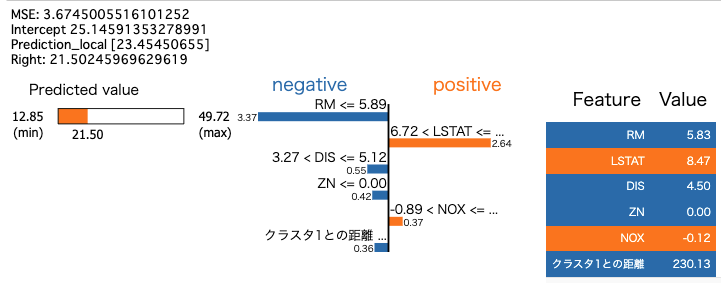 MSE: 3.6745005516101252
Intercept 25.14591353278991
Prediction_local [23.45450655]
Right: 21.50245969629619
Predicted value
12.85
(min)
21.50
49.72
(max)
negative
positive
RM <= 5.89
3.37
6.72 < LSTAT <= ...
2.64
3.27 < DIS <= 5.12
0.55
ZN <= 0.00
0.42
-0.89 < NOX <= ...
0.37
クラスタ1との距離 ...
0.36
Feature Value
RM 5.83
LSTAT 8.47
DIS 4.50
ZN 0.00
NOX -0.12
クラスタ1との距離 230.13